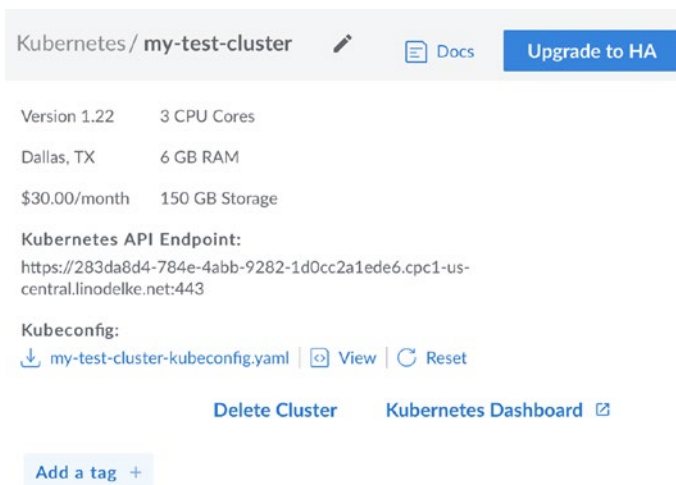 Kubernetes / my-test-cluster Docs Upgrade to HA
Version 1.22 3 CPU Cores
Dallas, TX 6 GB RAM
$30.00/month 150 GB Storage
Kubernetes API Endpoint:
https://283da8d4-784e-4abb-9282-1d0cc2a1ede6.cpc1-us-
central.linodelke.net:443
Kubeconfig:
my-test-cluster-kubeconfig.yaml View Reset
Delete Cluster Kubernetes Dashboard
Add a tag +